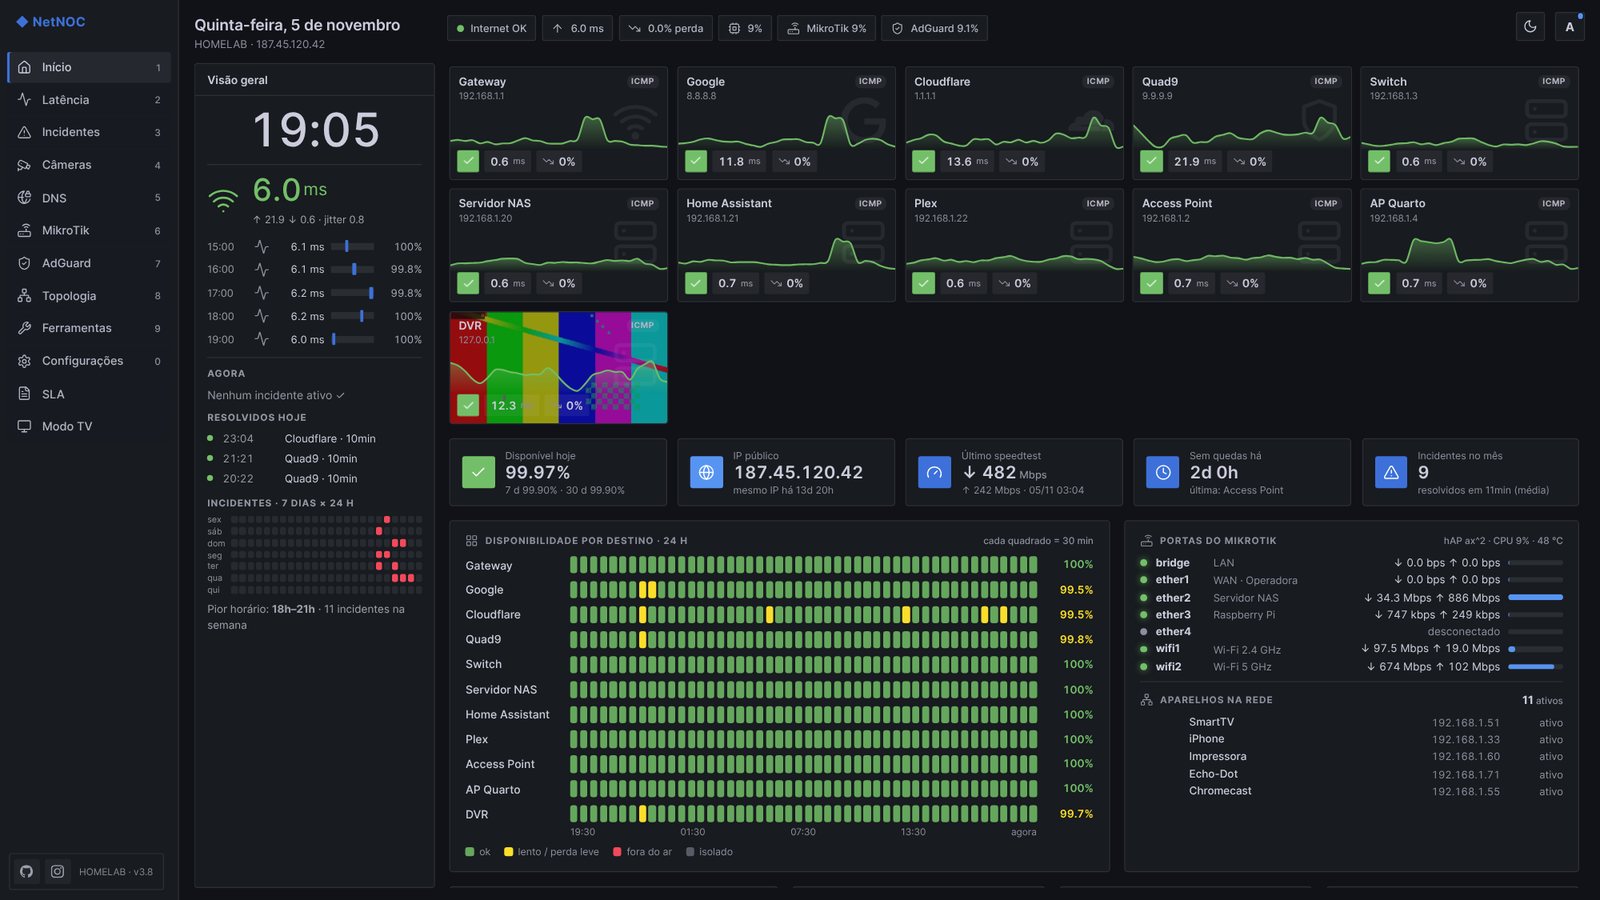 NetNOC
Início 1
Latência 2
Incidentes 3
Câmeras 4
DNS 5
MikroTik 6
AdGuard 7
Topologia 8
Ferramentas 9
Configurações 0
SLA
Modo TV
HOMELAB · v3.8
Quinta-feira, 5 de novembro
HOMELAB · 187.45.120.42
Internet OK
↑ 6.0 ms
0.0% perda
9%
MikroTik 9%
AdGuard 9.1%
A
Visão geral
19:05
6.0 ms
↑ 21.9 ↓ 0.6 · jitter 0.8
15:00 6.1 ms 100%
16:00 6.1 ms 99.8%
17:00 6.2 ms 99.8%
18:00 6.2 ms 100%
19:00 6.0 ms 100%
AGORA
Nenhum incidente ativo ✓
RESOLVIDOS HOJE
23:04 Cloudflare · 10min
21:21 Quad9 · 10min
20:22 Quad9 · 10min
INCIDENTES · 7 DIAS × 24 H
sex
sáb
dom
seg
ter
qua
qui
Pior horário: 18h–21h · 11 incidentes na
semana
Gateway ICMP
192.168.1.1
0.6 ms 0%
Google ICMP
8.8.8.8
11.8 ms 0%
Cloudflare ICMP
1.1.1.1
13.6 ms 0%
Quad9 ICMP
9.9.9.9
21.9 ms 0%
Switch ICMP
192.168.1.3
0.6 ms 0%
Servidor NAS ICMP
192.168.1.20
0.6 ms 0%
Home Assistant ICMP
192.168.1.21
0.7 ms 0%
Plex ICMP
192.168.1.22
0.6 ms 0%
Access Point ICMP
192.168.1.2
0.7 ms 0%
AP Quarto ICMP
192.168.1.4
0.7 ms 0%
DVR ICMP
127.0.0.1
12.3 0%
Disponível hoje
99.97%
7 d 99.90% · 30 d 99.90%
IP público
187.45.120.42
mesmo IP há 13d 20h
Último speedtest
↓ 482 Mbps
↑ 242 Mbps · 05/11 03:04
Sem quedas há
2d 0h
última: Access Point
Incidentes no mês
9
resolvidos em 11min (média)
DISPONIBILIDADE POR DESTINO · 24 H cada quadrado = 30 min
Gateway 100%
Google 99.5%
Cloudflare 99.5%
Quad9 99.8%
Switch 100%
Servidor NAS 100%
Home Assistant 100%
Plex 100%
Access Point 100%
AP Quarto 100%
DVR 99.7%
19:30 01:30 07:30 13:30 agora
ok lento / perda leve fora do ar isolado
PORTAS DO MIKROTIK hAP ax^2 · CPU 9% · 48 °C
bridge LAN ↓ 0.0 bps ↑ 0.0 bps
ether1 WAN · Operadora ↓ 0.0 bps ↑ 0.0 bps
ether2 Servidor NAS ↓ 34.3 Mbps ↑ 886 Mbps
ether3 Raspberry Pi ↓ 747 kbps ↑ 249 kbps
ether4 desconectado
wifi1 Wi-Fi 2.4 GHz ↓ 97.5 Mbps ↑ 19.0 Mbps
wifi2 Wi-Fi 5 GHz ↓ 674 Mbps ↑ 102 Mbps
APARELHOS NA REDE 11 ativos
SmartTV 192.168.1.51 ativo
iPhone 192.168.1.33 ativo
Impressora 192.168.1.60 ativo
Echo-Dot 192.168.1.71 ativo
Chromecast 192.168.1.55 ativo